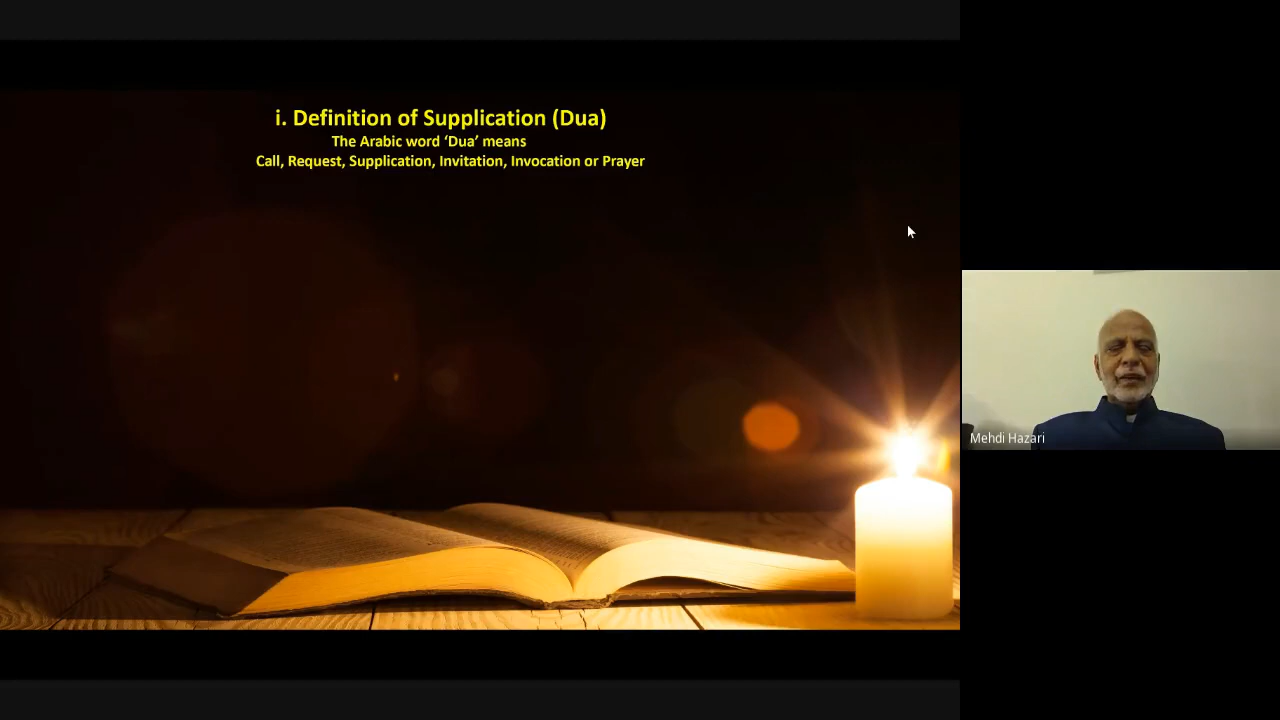 i. Definition of Supplication (Dua)
The Arabic word ‘Dua’ means
Call, Request, Supplication, Invitation, Invocation or Prayer
Mehdi Hazari